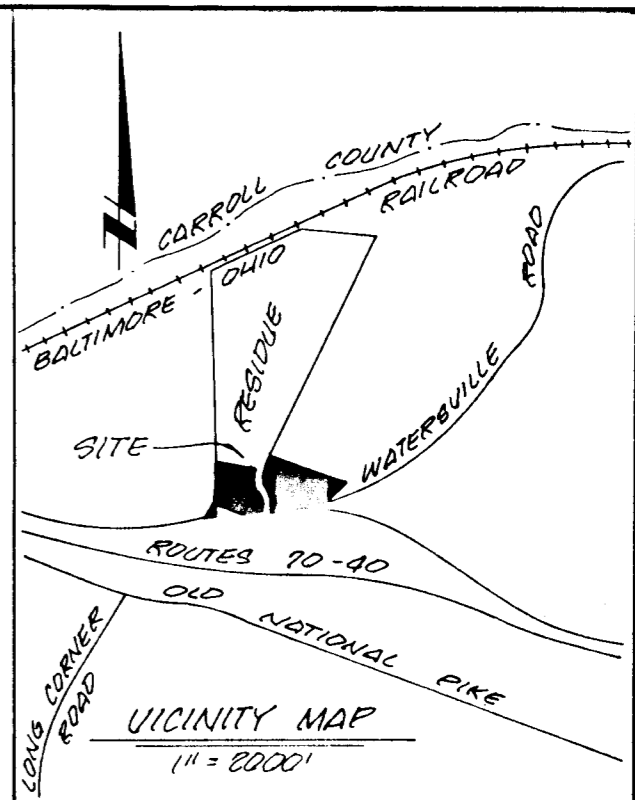 CARROLL COUNTY
BALTIMORE - OHIO RAILROAD
RESIDUE
SITE
WATERSVILLE ROAD
ROUTES 70-40
OLD NATIONAL PIKE
LONG CORNER
ROAD
VICINITY MAP
1" = 2000'